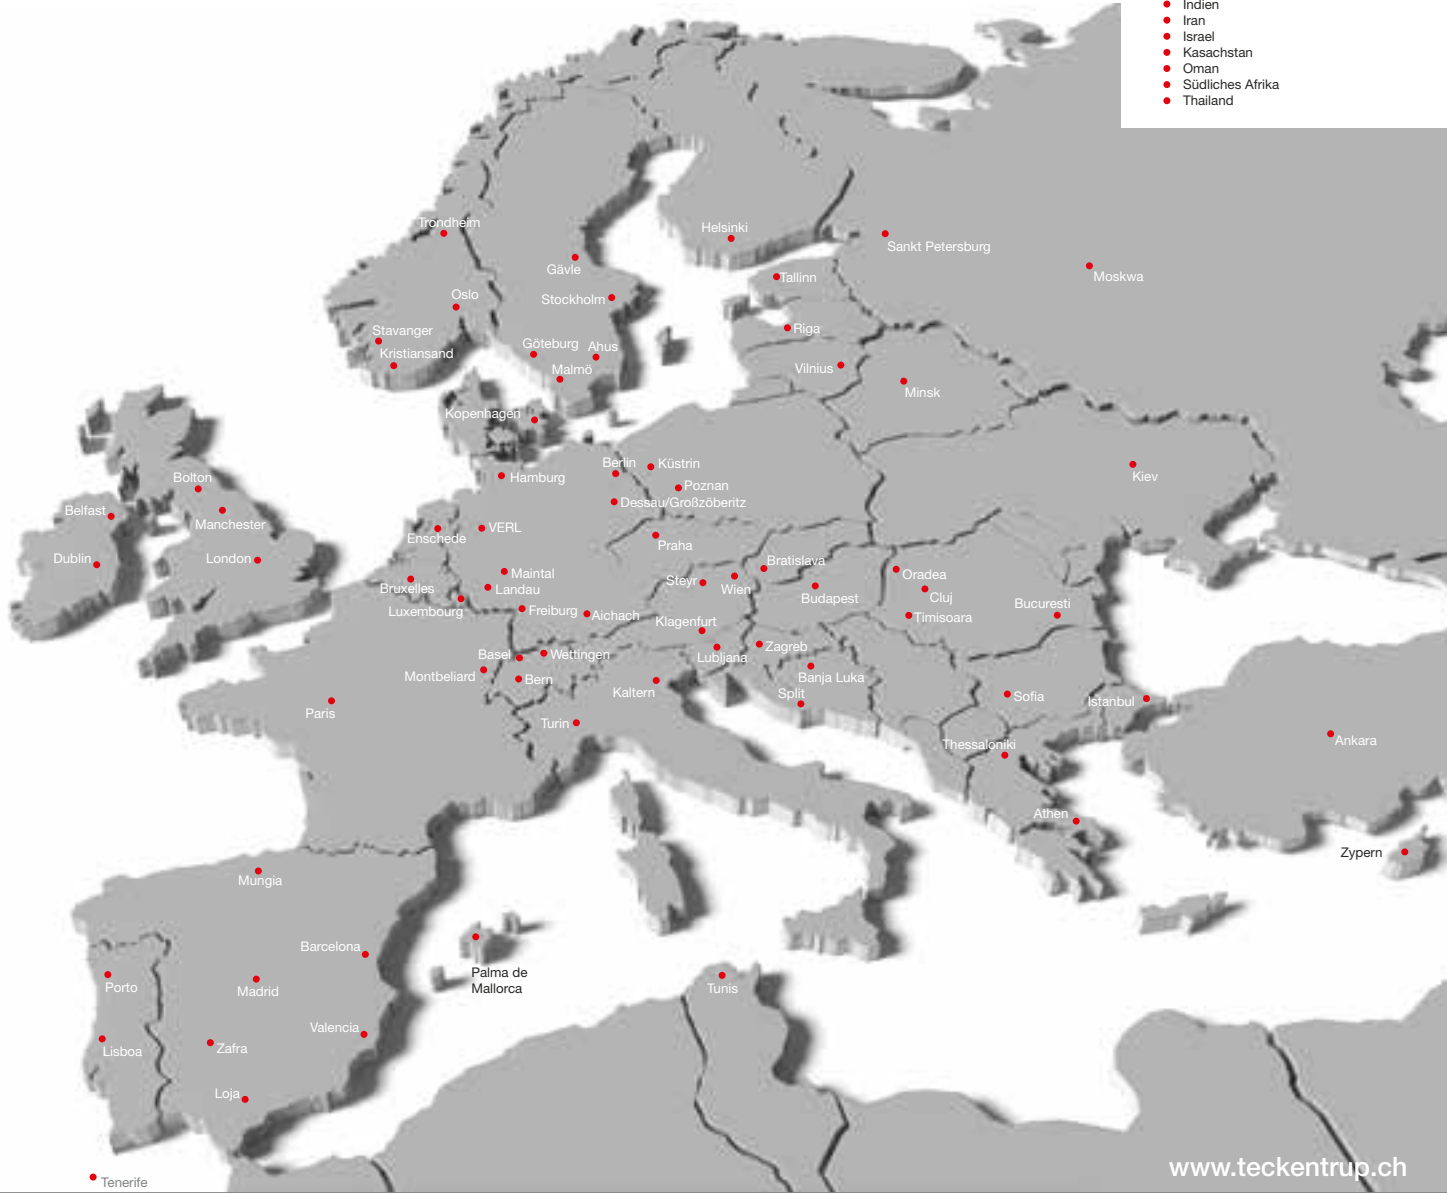 Indien
Iran
Israel
Kasachstan
Oman
Südliches Afrika
Thailand
Trondheim
Helsinki
Sankt Petersburg
Gävle
Moskwa
Tallinn
Oslo
Stockholm
Stavanger
Riga
Göteburg
Ahus
Kristiansand
Malmö
Vilnius
Minsk
Kopenhagen
Berlin
Küstrin
Bolton
Hamburg
Kiev
Poznan
Dessau/Großzöberitz
Belfast
Manchester
VERL
Enschede
Praha
Dublin
London
Bratislava
Maintal
Oradea
Steyr
Bruxelles
Landau
Wien
Budapest
Cluj
Bucuresti
Luxembourg
Freiburg
Aichach
Timisoara
Klagenfurt
Zagreb
Basel
Wettingen
Lubljana
Montbeliard
Bern
Banja Luka
Kaltern
Split
Sofia
Istanbul
Paris
Turin
Thessaloniki
Ankara
Athen
Zypern
Mungia
Barcelona
Palma de
Mallorca
Porto
Madrid
Tunis
Valencia
Lisboa
Zafra
Loja
www.teckentrup.ch
Tenerife